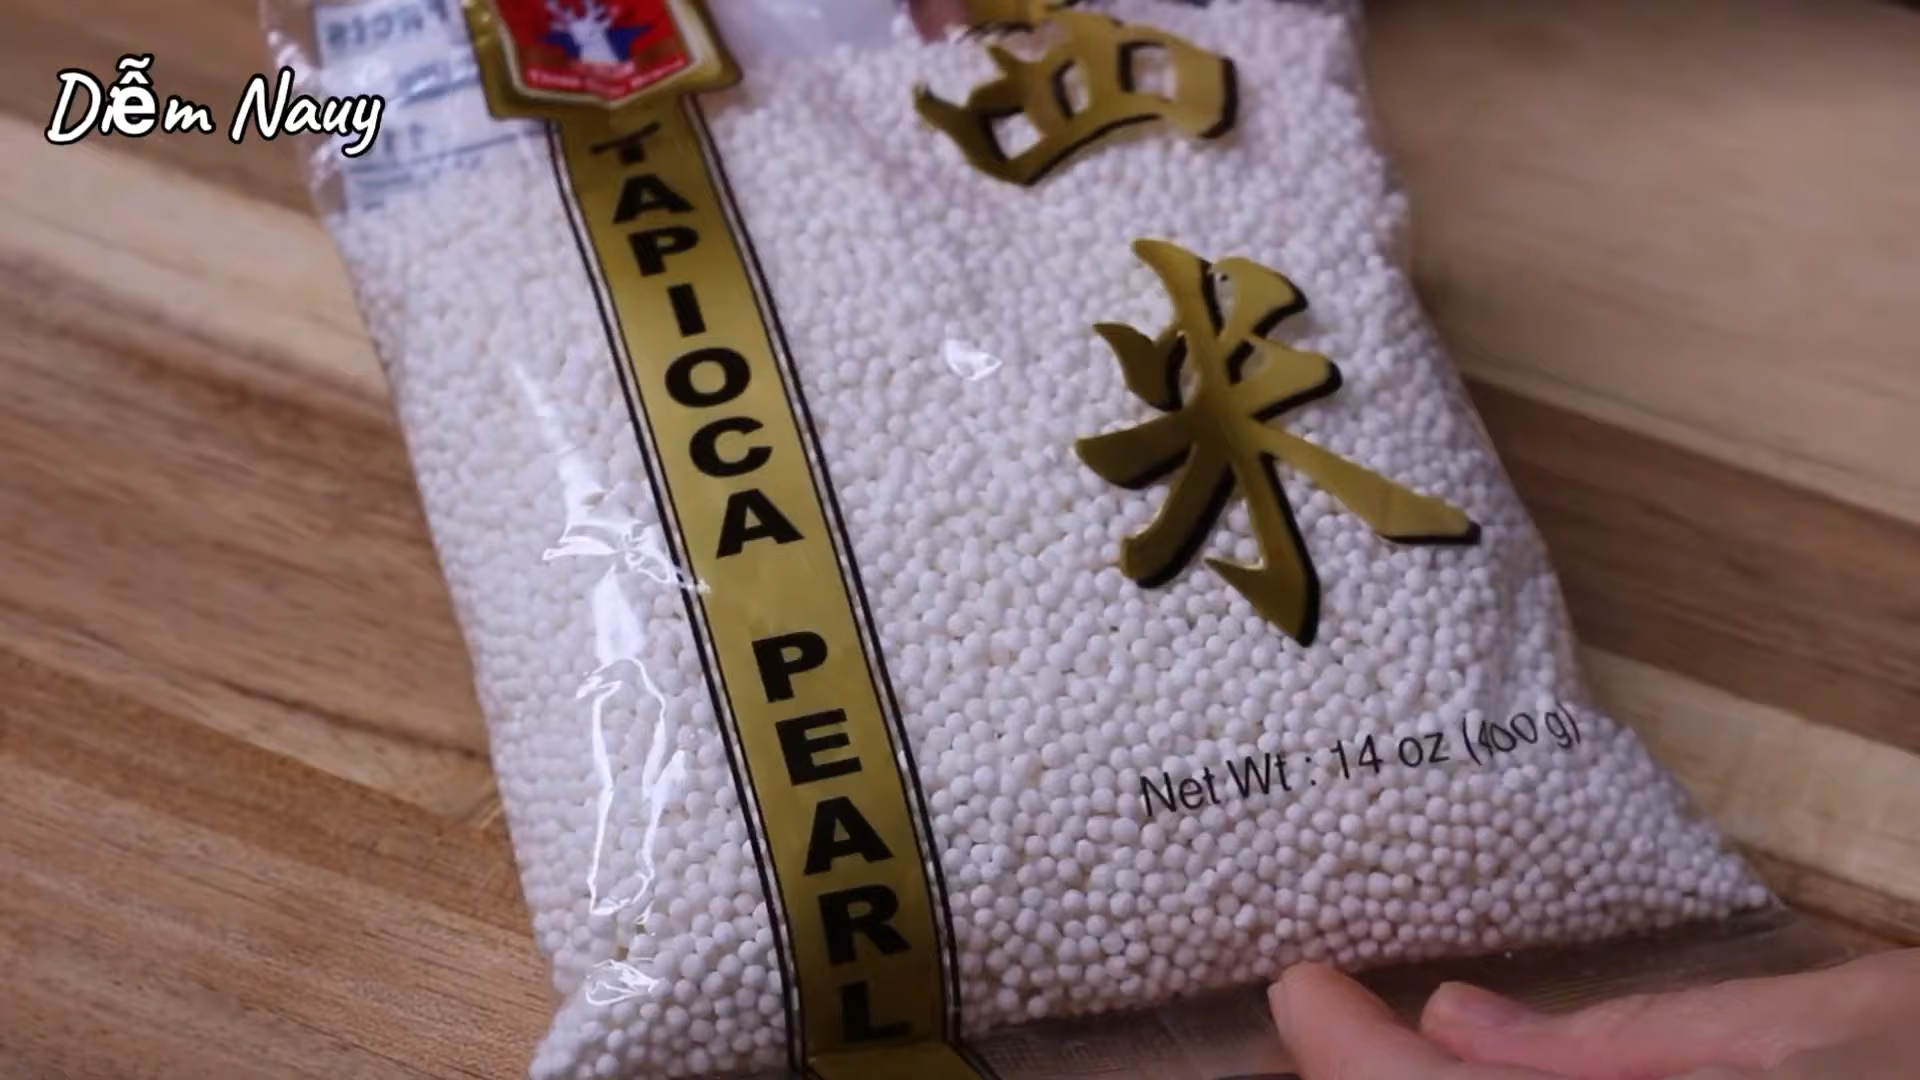 Diễm Nauy
TAPIOCA PEARL
西
米
Net Wt : 14 oz (400 g)